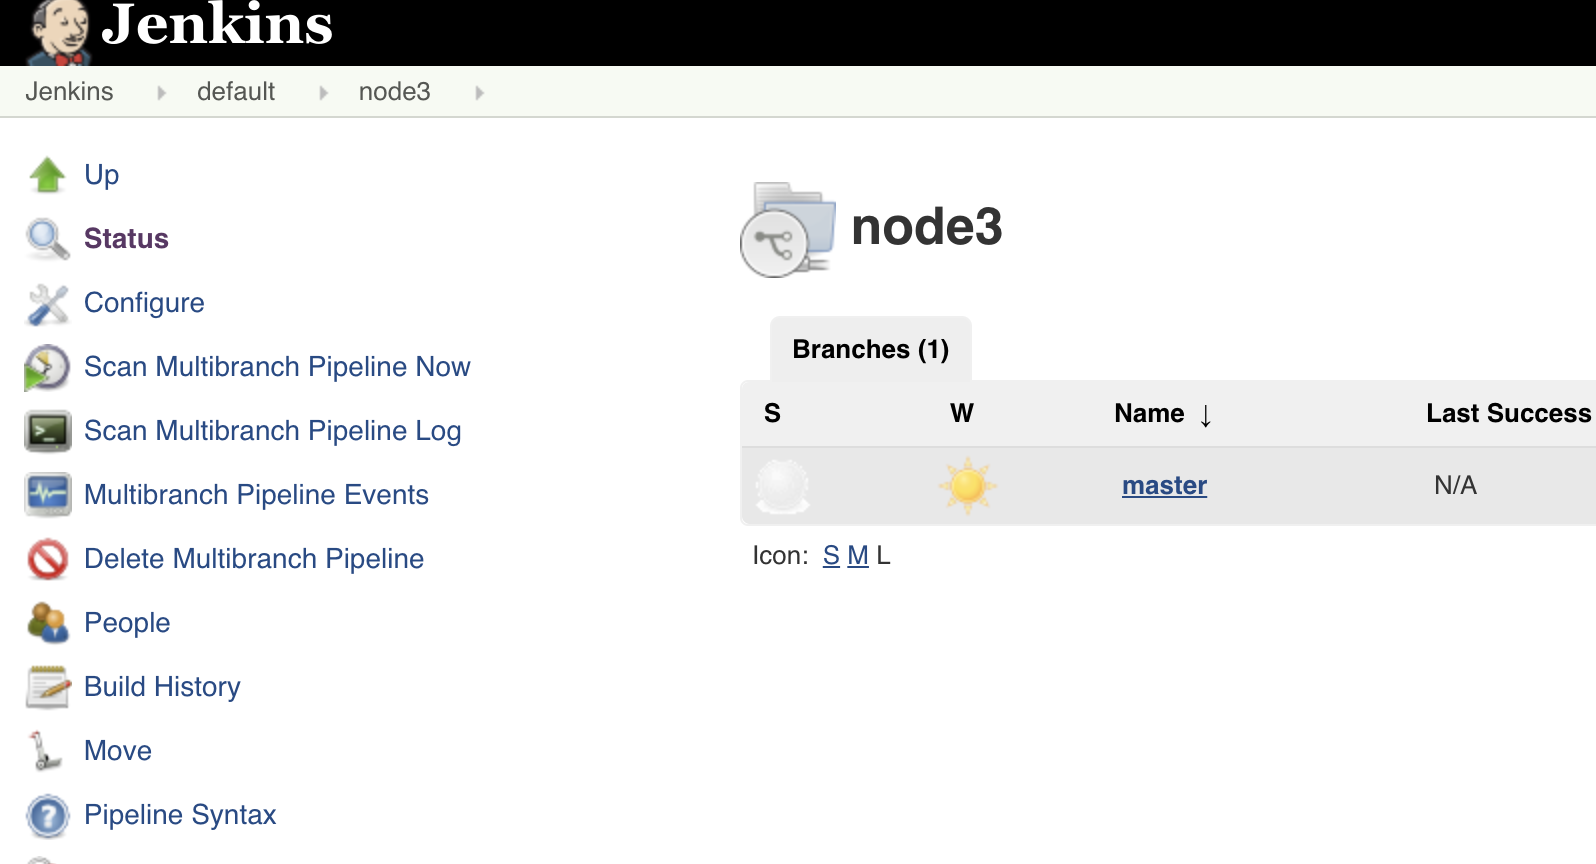 Jenkins
Jenkins default node3
Up
Status
Configure
Scan Multibranch Pipeline Now
Scan Multibranch Pipeline Log
Multibranch Pipeline Events
Delete Multibranch Pipeline
People
Build History
Move
Pipeline Syntax
node3
Branches (1)
S W Name ↓ Last Success
master N/A
Icon: S M L